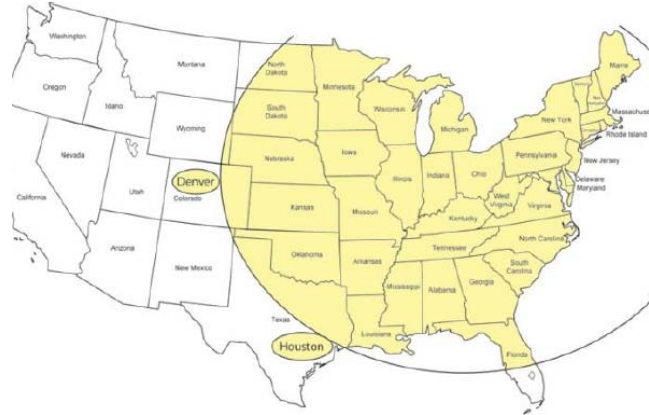 Washington
Oregon
Idaho
Montana
Wyoming
Nevada
California
Utah
Arizona
Denver
Colorado
New Mexico
North
Dakota
South
Dakota
Nebraska
Kansas
Oklahoma
Texas
Houston
Minnesota
Iowa
Missouri
Arkansas
Louisiana
Wisconsin
Illinois
Michigan
Indiana
Ohio
Kentucky
Tennessee
Mississippi
Alabama
Georgia
Florida
South
Carolina
North Carolina
West
Virginia
Virginia
Pennsylvania
New York
Maine
Massachuset
Rhode Island
New Jersey
Delaware
Maryland